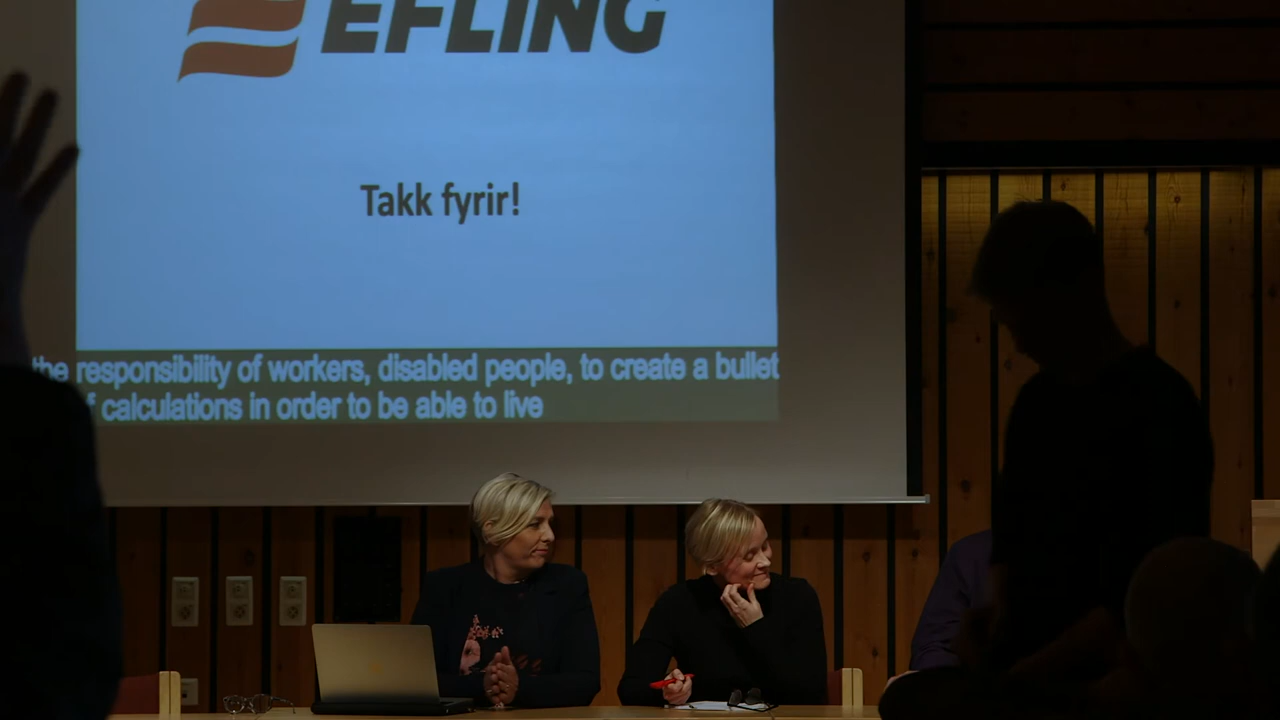 EFLING
Takk fyrir!
the responsibility of workers, disabled people, to create a bullet
calculations in order to be able to live